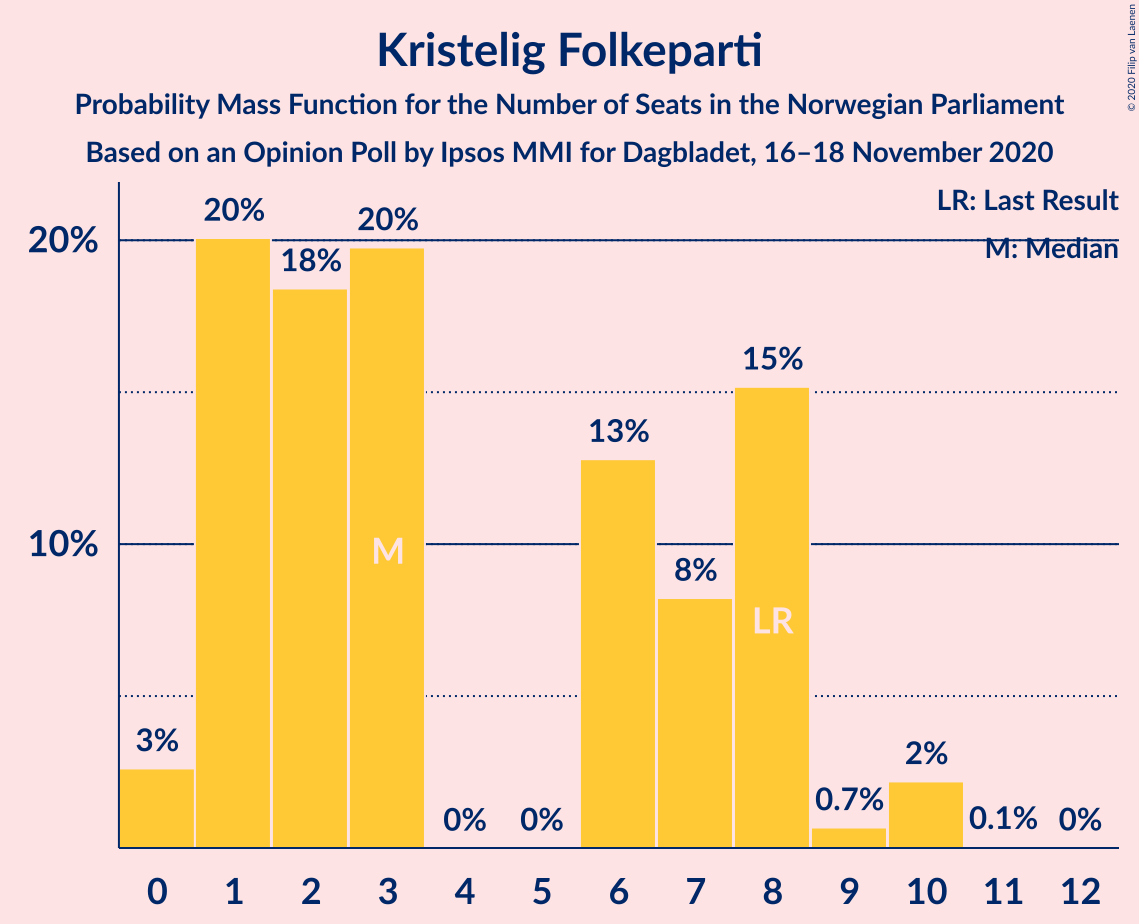 Kristelig Folkeparti
Probability Mass Function for the Number of Seats in the Norwegian Parliament
Based on an Opinion Poll by Ipsos MMI for Dagbladet, 16–18 November 2020
© 2020 Filip van Laenen
LR: Last Result
M: Median
20%
10%
3%
20%
18%
20%
0%
0%
13%
8%
15%
0.7%
2%
0.1%
0%
M
LR
0 1 2 3 4 5 6 7 8 9 10 11 12